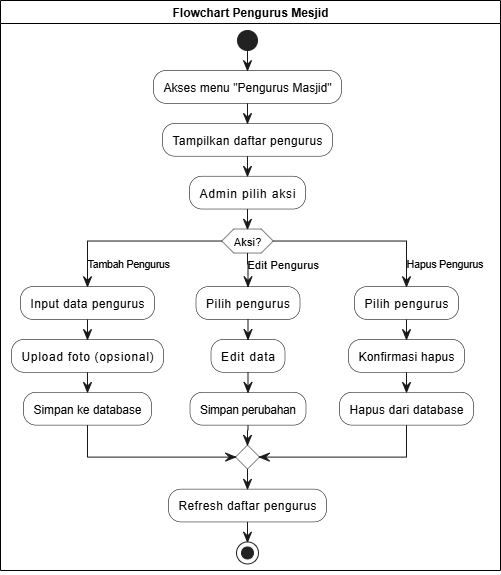 Flowchart Pengurus Mesjid
Akses menu "Pengurus Masjid"
Tampilkan daftar pengurus
Admin pilih aksi
Aksi?
Tambah Pengurus
Edit Pengurus
Hapus Pengurus
Input data pengurus
Pilih pengurus
Pilih pengurus
Upload foto (opsional)
Edit data
Konfirmasi hapus
Simpan ke database
Simpan perubahan
Hapus dari database
Refresh daftar pengurus